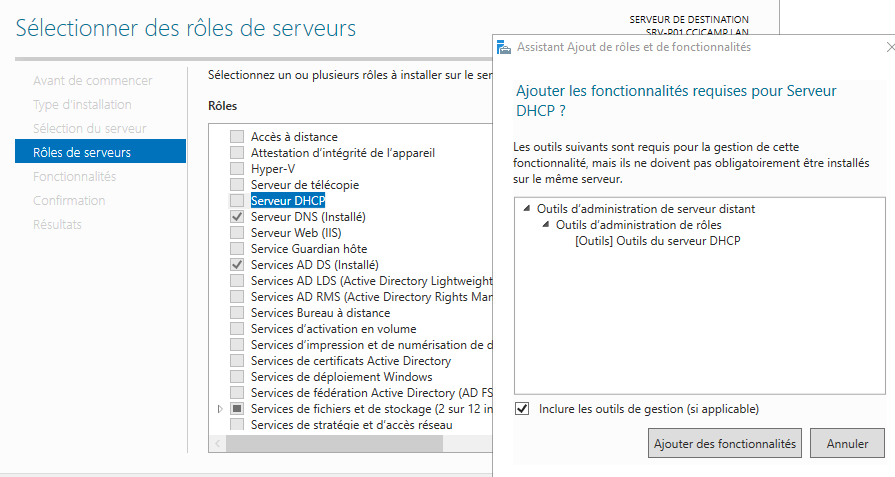 Sélectionner des rôles de serveurs
SERVEUR DE DESTINATION
SRV-P01.CCICAMP.LAN
Avant de commencer
Type d'installation
Sélection du serveur
Rôles de serveurs
Fonctionnalités
Confirmation
Résultats
Sélectionnez un ou plusieurs rôles à installer sur le ser
Rôles
Accès à distance
Attestation d'intégrité de l'appareil
Hyper-V
Serveur de télécopie
Serveur DHCP
Serveur DNS (Installé)
Serveur Web (IIS)
Service Guardian hôte
Services AD DS (Installé)
Services AD LDS (Active Directory Lightweight
Services AD RMS (Active Directory Rights Mar
Services Bureau à distance
Services d'activation en volume
Services d'impression et de numérisation de d
Services de certificats Active Directory
Services de déploiement Windows
Services de fédération Active Directory (AD FS
Services de fichiers et de stockage (2 sur 12 in
Services de stratégie et d'accès réseau
Assistant Ajout de rôles et de fonctionnalités
Ajouter les fonctionnalités requises pour Serveur
DHCP ?
Les outils suivants sont requis pour la gestion de cette
fonctionnalité, mais ils ne doivent pas obligatoirement être installés
sur le même serveur.
Outils d'administration de serveur distant
Outils d'administration de rôles
[Outils] Outils du serveur DHCP
Inclure les outils de gestion (si applicable)
Ajouter des fonctionnalités
Annuler